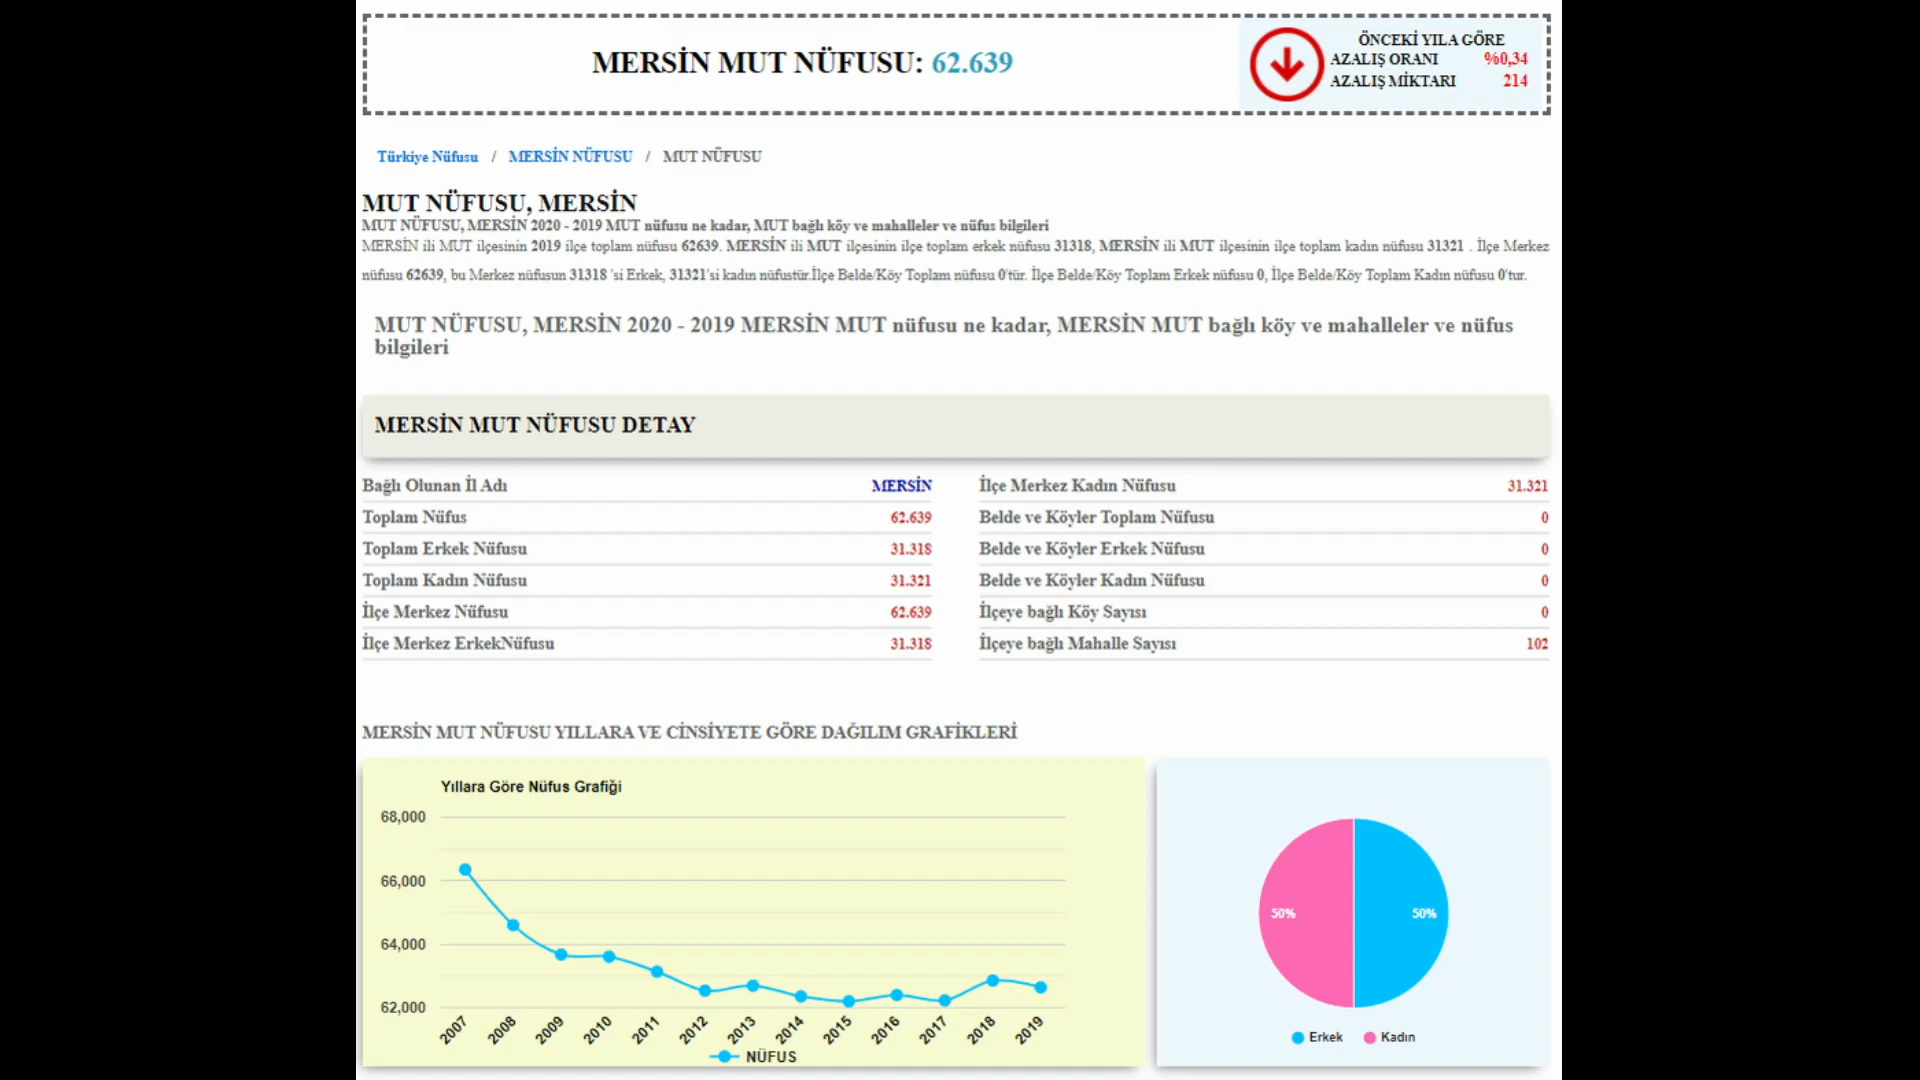 MERSİN MUT NÜFUSU: 62.639
ÖNCEKİ YILA GÖRE
AZALIŞ ORANI %0,34
AZALIŞ MİKTARI 214
Türkiye Nüfusu / MERSİN NÜFUSU / MUT NÜFUSU
MUT NÜFUSU, MERSİN
MUT NÜFUSU, MERSİN 2020 - 2019 MUT nüfusu ne kadar, MUT bağlı köy ve mahalleler ve nüfus bilgileri
MERSİN ili MUT ilçesinin 2019 ilçe toplam nüfusu 62639. MERSİN ili MUT ilçesinin ilçe toplam erkek nüfusu 31318, MERSİN ili MUT ilçesinin ilçe toplam kadın nüfusu 31321 . İlçe Merkez
nüfusu 62639, bu Merkez nüfusun 31318 'si Erkek, 31321'si kadın nüfustür.İlçe Belde/Köy Toplam nüfusu 0'tür. İlçe Belde/Köy Toplam Erkek nüfusu 0, İlçe Belde/Köy Toplam Kadın nüfusu 0'tur.
MUT NÜFUSU, MERSİN 2020 - 2019 MERSİN MUT nüfusu ne kadar, MERSİN MUT bağlı köy ve mahalleler ve nüfus
bilgileri
MERSİN MUT NÜFUSU DETAY
Bağlı Olunan İl Adı MERSİN
Toplam Nüfus 62.639
Toplam Erkek Nüfusu 31.318
Toplam Kadın Nüfusu 31.321
İlçe Merkez Nüfusu 62.639
İlçe Merkez ErkekNüfusu 31.318
İlçe Merkez Kadın Nüfusu 31.321
Belde ve Köyler Toplam Nüfusu 0
Belde ve Köyler Erkek Nüfusu 0
Belde ve Köyler Kadın Nüfusu 0
İlçeye bağlı Köy Sayısı 0
İlçeye bağlı Mahalle Sayısı 102
MERSİN MUT NÜFUSU YILLARA VE CİNSİYETE GÖRE DAĞILIM GRAFİKLERİ
Yıllara Göre Nüfus Grafiği
68,000
66,000
64,000
62,000
2007 2008 2009 2010 2011 2012 2013 2014 2015 2016 2017 2018 2019
NÜFUS
50% 50%
Erkek Kadın